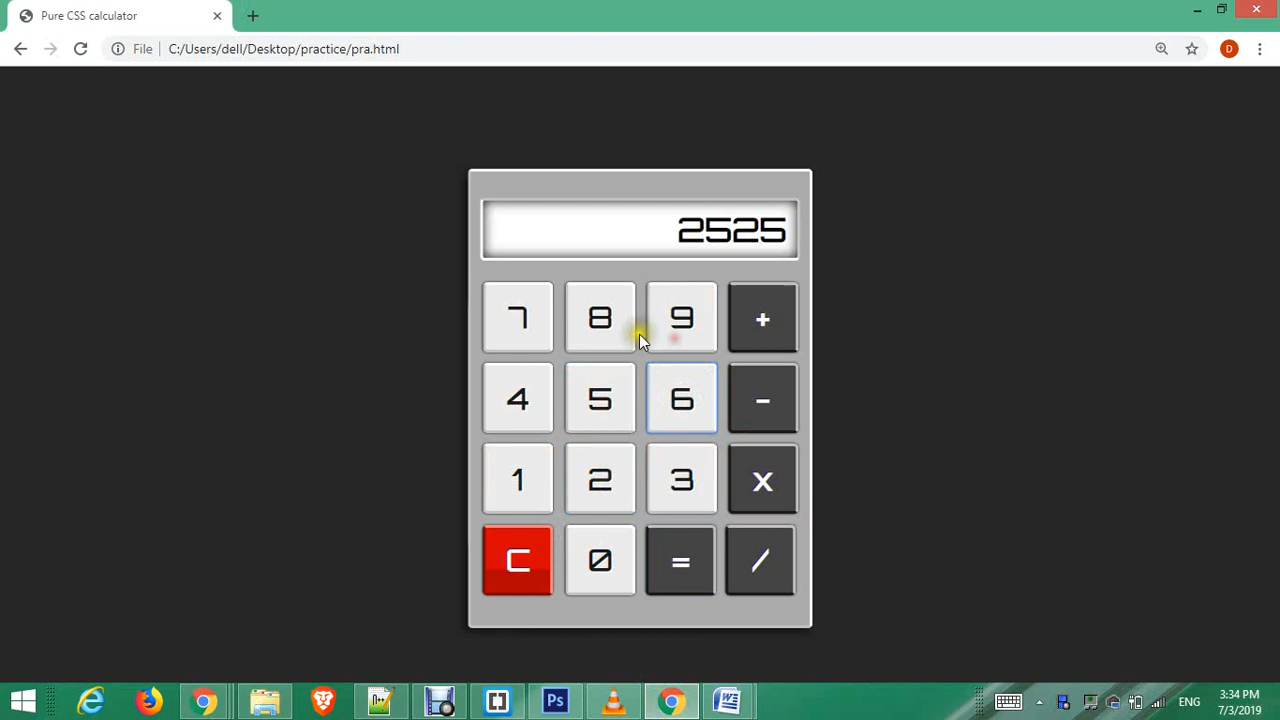 Pure CSS calculator
File
C:/Users/dell/Desktop/practice/pra.html
D
2525
7 8 9 +
4 5 6 -
1 2 3 x
C 0 = /
Ps
W
ENG
3:34 PM
7/3/2019